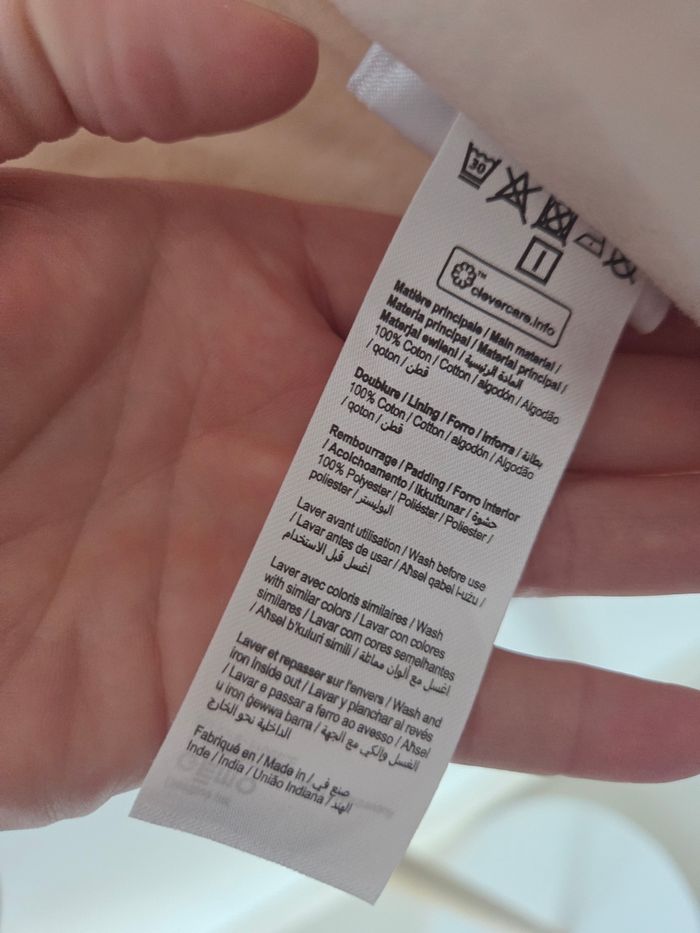 30
I
clevercare.info
TM
Matière principale / Main material /
Materia principal / Material principal /
Materjal ewlieni / المادة الرئيسية
100% Coton / Cotton / algodón / Algodão
/ qoton / قطن
Doublure / Lining / Forro / Inforra / بطانة
100% Coton / Cotton / algodón / Algodão
/ qoton / قطن
Rembourrage / Padding / Forro interior
/ Acolchoamento / Ikkuttunar / حشوة
100% Polyester / Poliéster / Poliester /
poliester / البوليستر
Laver avant utilisation / Wash before use
/ Lavar antes de usar / Aħsel qabel l-użu /
اغسل قبل الاستخدام
Laver avec coloris similaires / Wash
with similar colors / Lavar con colores
similares / Lavar com cores semelhantes
/ Aħsel b'kuluri simili / اغسل مع ألوان مماثلة
Laver et repasser sur l'envers / Wash and
iron inside out / Lavar y planchar al revés
/ Lavar e passar a ferro ao avesso / Aħsel
u iron ġewwa barra / الغسل والكي مع الجهة
الداخلية نحو الخارج
Fabriqué en / Made in / صنع في
Inde / India / União Indiana / الهند